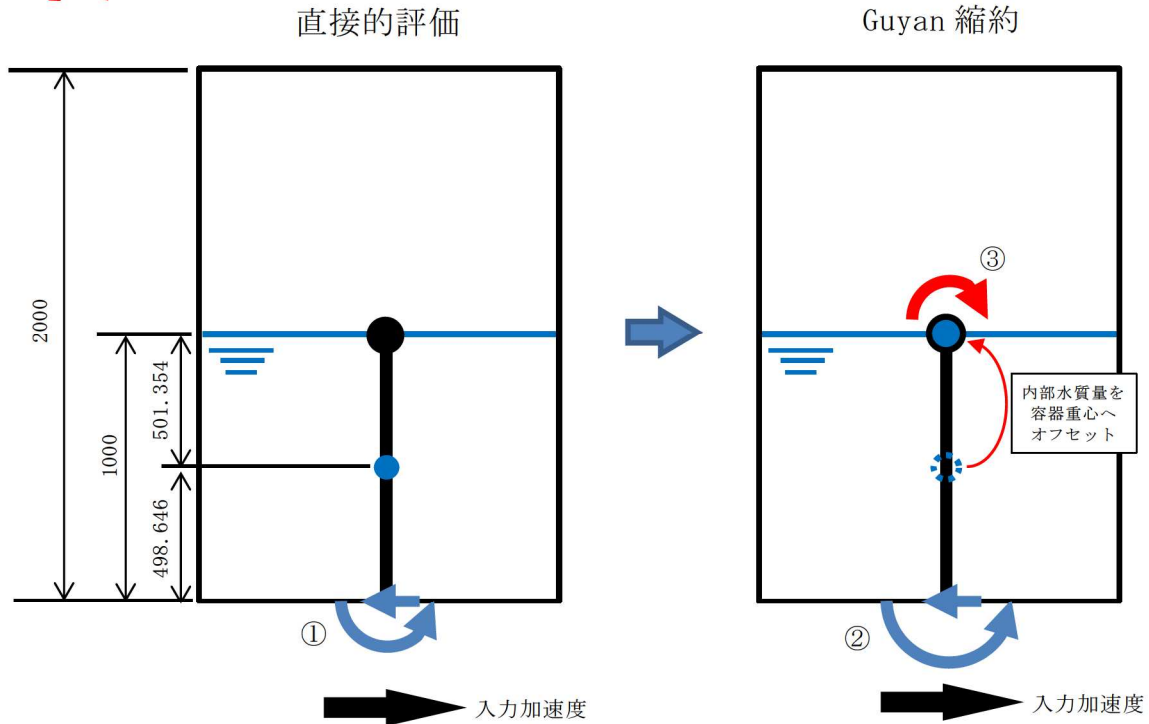 直接的評価
Guyan 縮約
2000
1000
501.354
498.646
①
入力加速度
③
内部水質量を
容器重心へ
オフセット
②
入力加速度